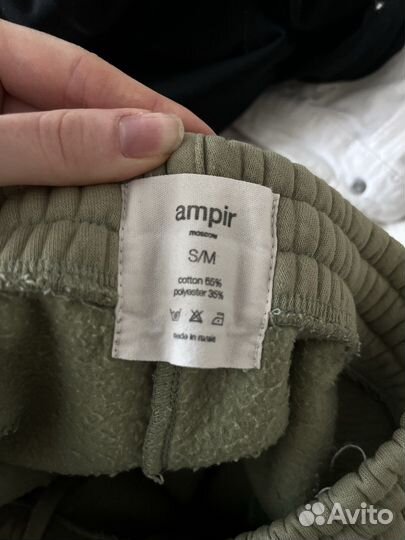 ampir
moscow
S/M
cotton 65%
polyester 35%
made in russia
Avito